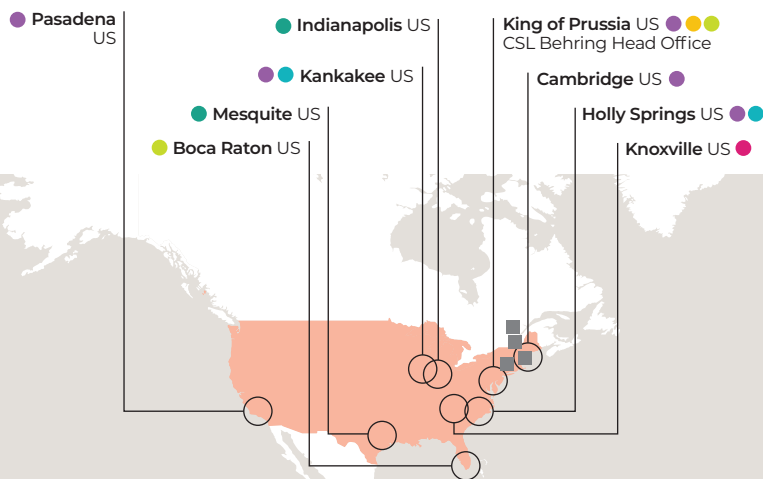 Pasadena
US
Indianapolis US
King of Prussia US
CSL Behring Head Office
Kankakee US
Cambridge US
Mesquite US
Holly Springs US
Boca Raton US
Knoxville US